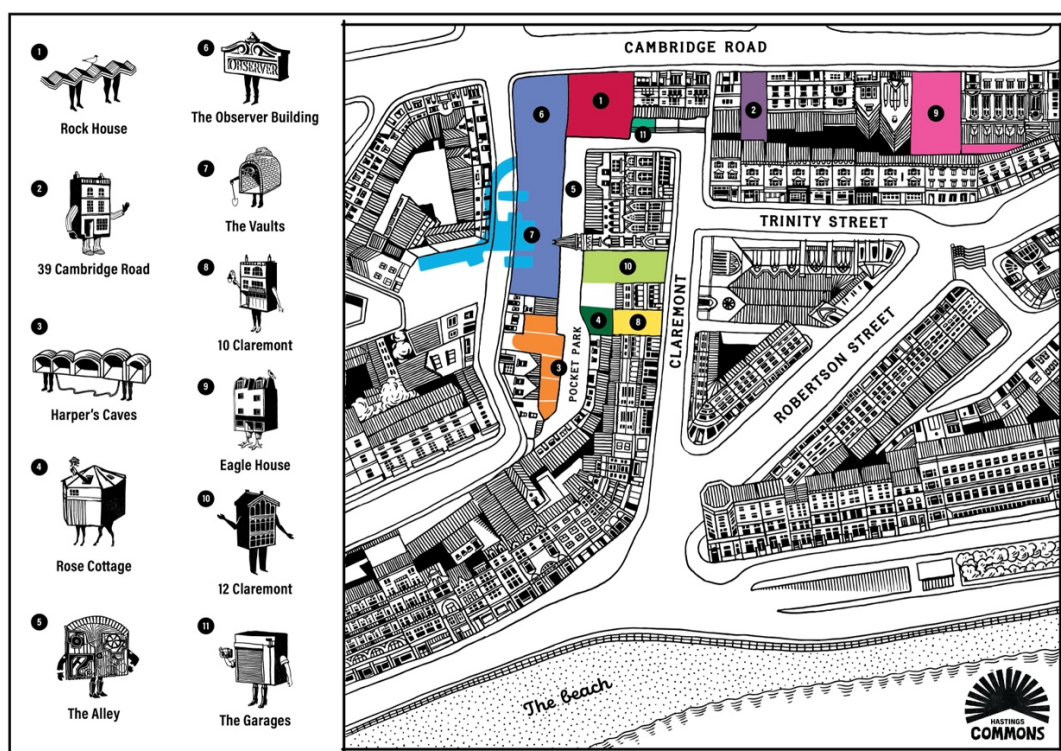 1
Rock House
2
39 Cambridge Road
3
Harper's Caves
4
Rose Cottage
5
The Alley
6
OBSERVER
The Observer Building
7
The Vaults
8
10 Claremont
9
Eagle House
10
12 Claremont
11
The Garages
CAMBRIDGE ROAD
6
1
11
2
9
5
TRINITY STREET
7
10
CLAREMONT
4
8
ROBERTSON STREET
POCKET PARK
3
The Beach
HASTINGS
COMMONS